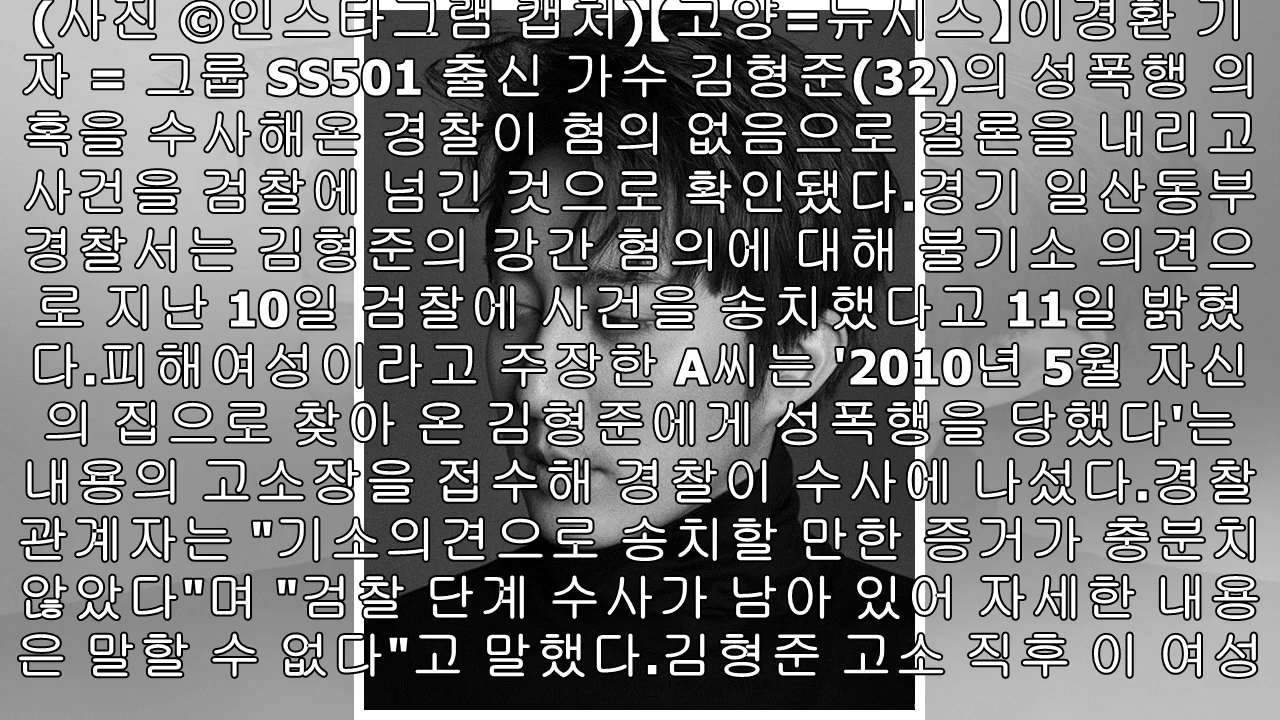 (사진 ©인스타그램 캡처)【고양=뉴시스】이경환 기
자 = 그룹 SS501 출신 가수 김형준(32)의 성폭행 의
혹을 수사해온 경찰이 혐의 없음으로 결론을 내리고
사건을 검찰에 넘긴 것으로 확인됐다.경기 일산동부
경찰서는 김형준의 강간 혐의에 대해 불기소 의견으
로 지난 10일 검찰에 사건을 송치했다고 11일 밝혔
다.피해여성이라고 주장한 A씨는 '2010년 5월 자신
의 집으로 찾아 온 김형준에게 성폭행을 당했다'는
내용의 고소장을 접수해 경찰이 수사에 나섰다.경찰
관계자는 "기소의견으로 송치할 만한 증거가 충분치
않았다"며 "검찰 단계 수사가 남아 있어 자세한 내용
은 말할 수 없다"고 말했다.김형준 고소 직후 이 여성